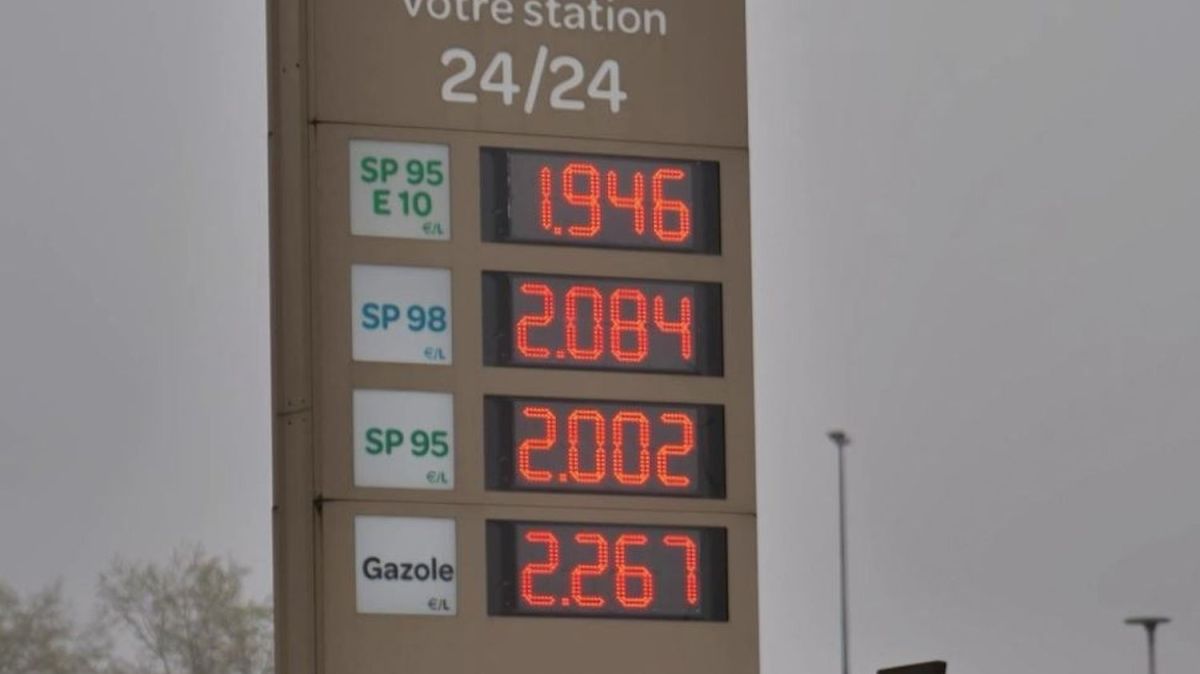 Votre station
24/24
SP 95
E 10
€/L
1.946
SP 98
€/L
2.084
SP 95
€/L
2.002
Gazole
€/L
2.267